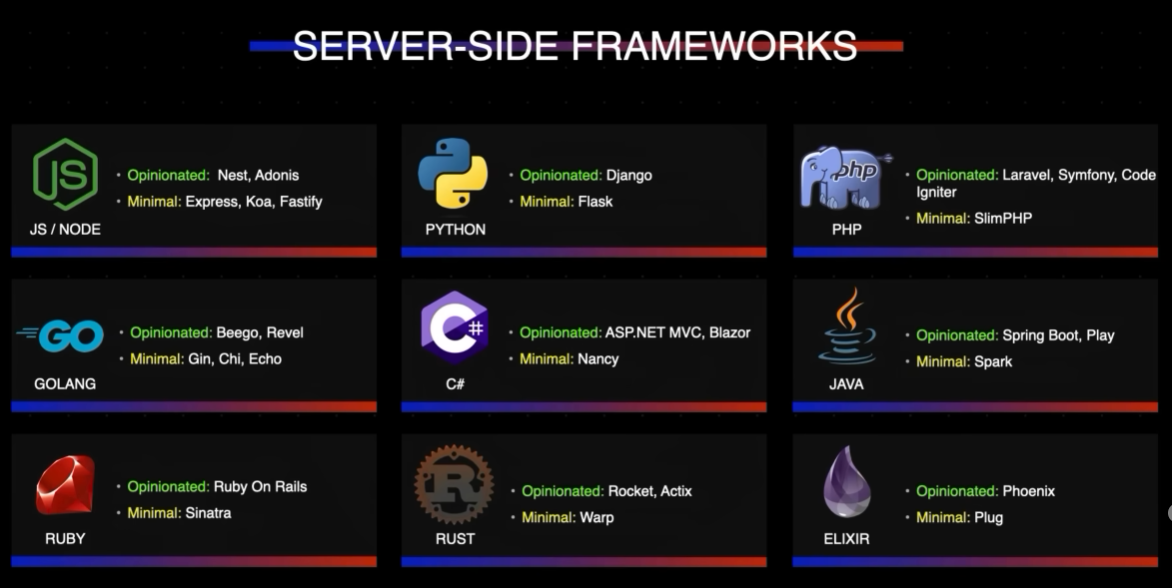 SERVER-SIDE FRAMEWORKS
JS
JS / NODE
• Opinionated: Nest, Adonis
• Minimal: Express, Koa, Fastify
PYTHON
• Opinionated: Django
• Minimal: Flask
php
PHP
• Opinionated: Laravel, Symfony, Code
Igniter
• Minimal: SlimPHP
GO
GOLANG
• Opinionated: Beego, Revel
• Minimal: Gin, Chi, Echo
C#
C#
• Opinionated: ASP.NET MVC, Blazor
• Minimal: Nancy
JAVA
• Opinionated: Spring Boot, Play
• Minimal: Spark
RUBY
• Opinionated: Ruby On Rails
• Minimal: Sinatra
R
RUST
• Opinionated: Rocket, Actix
• Minimal: Warp
ELIXIR
• Opinionated: Phoenix
• Minimal: Plug